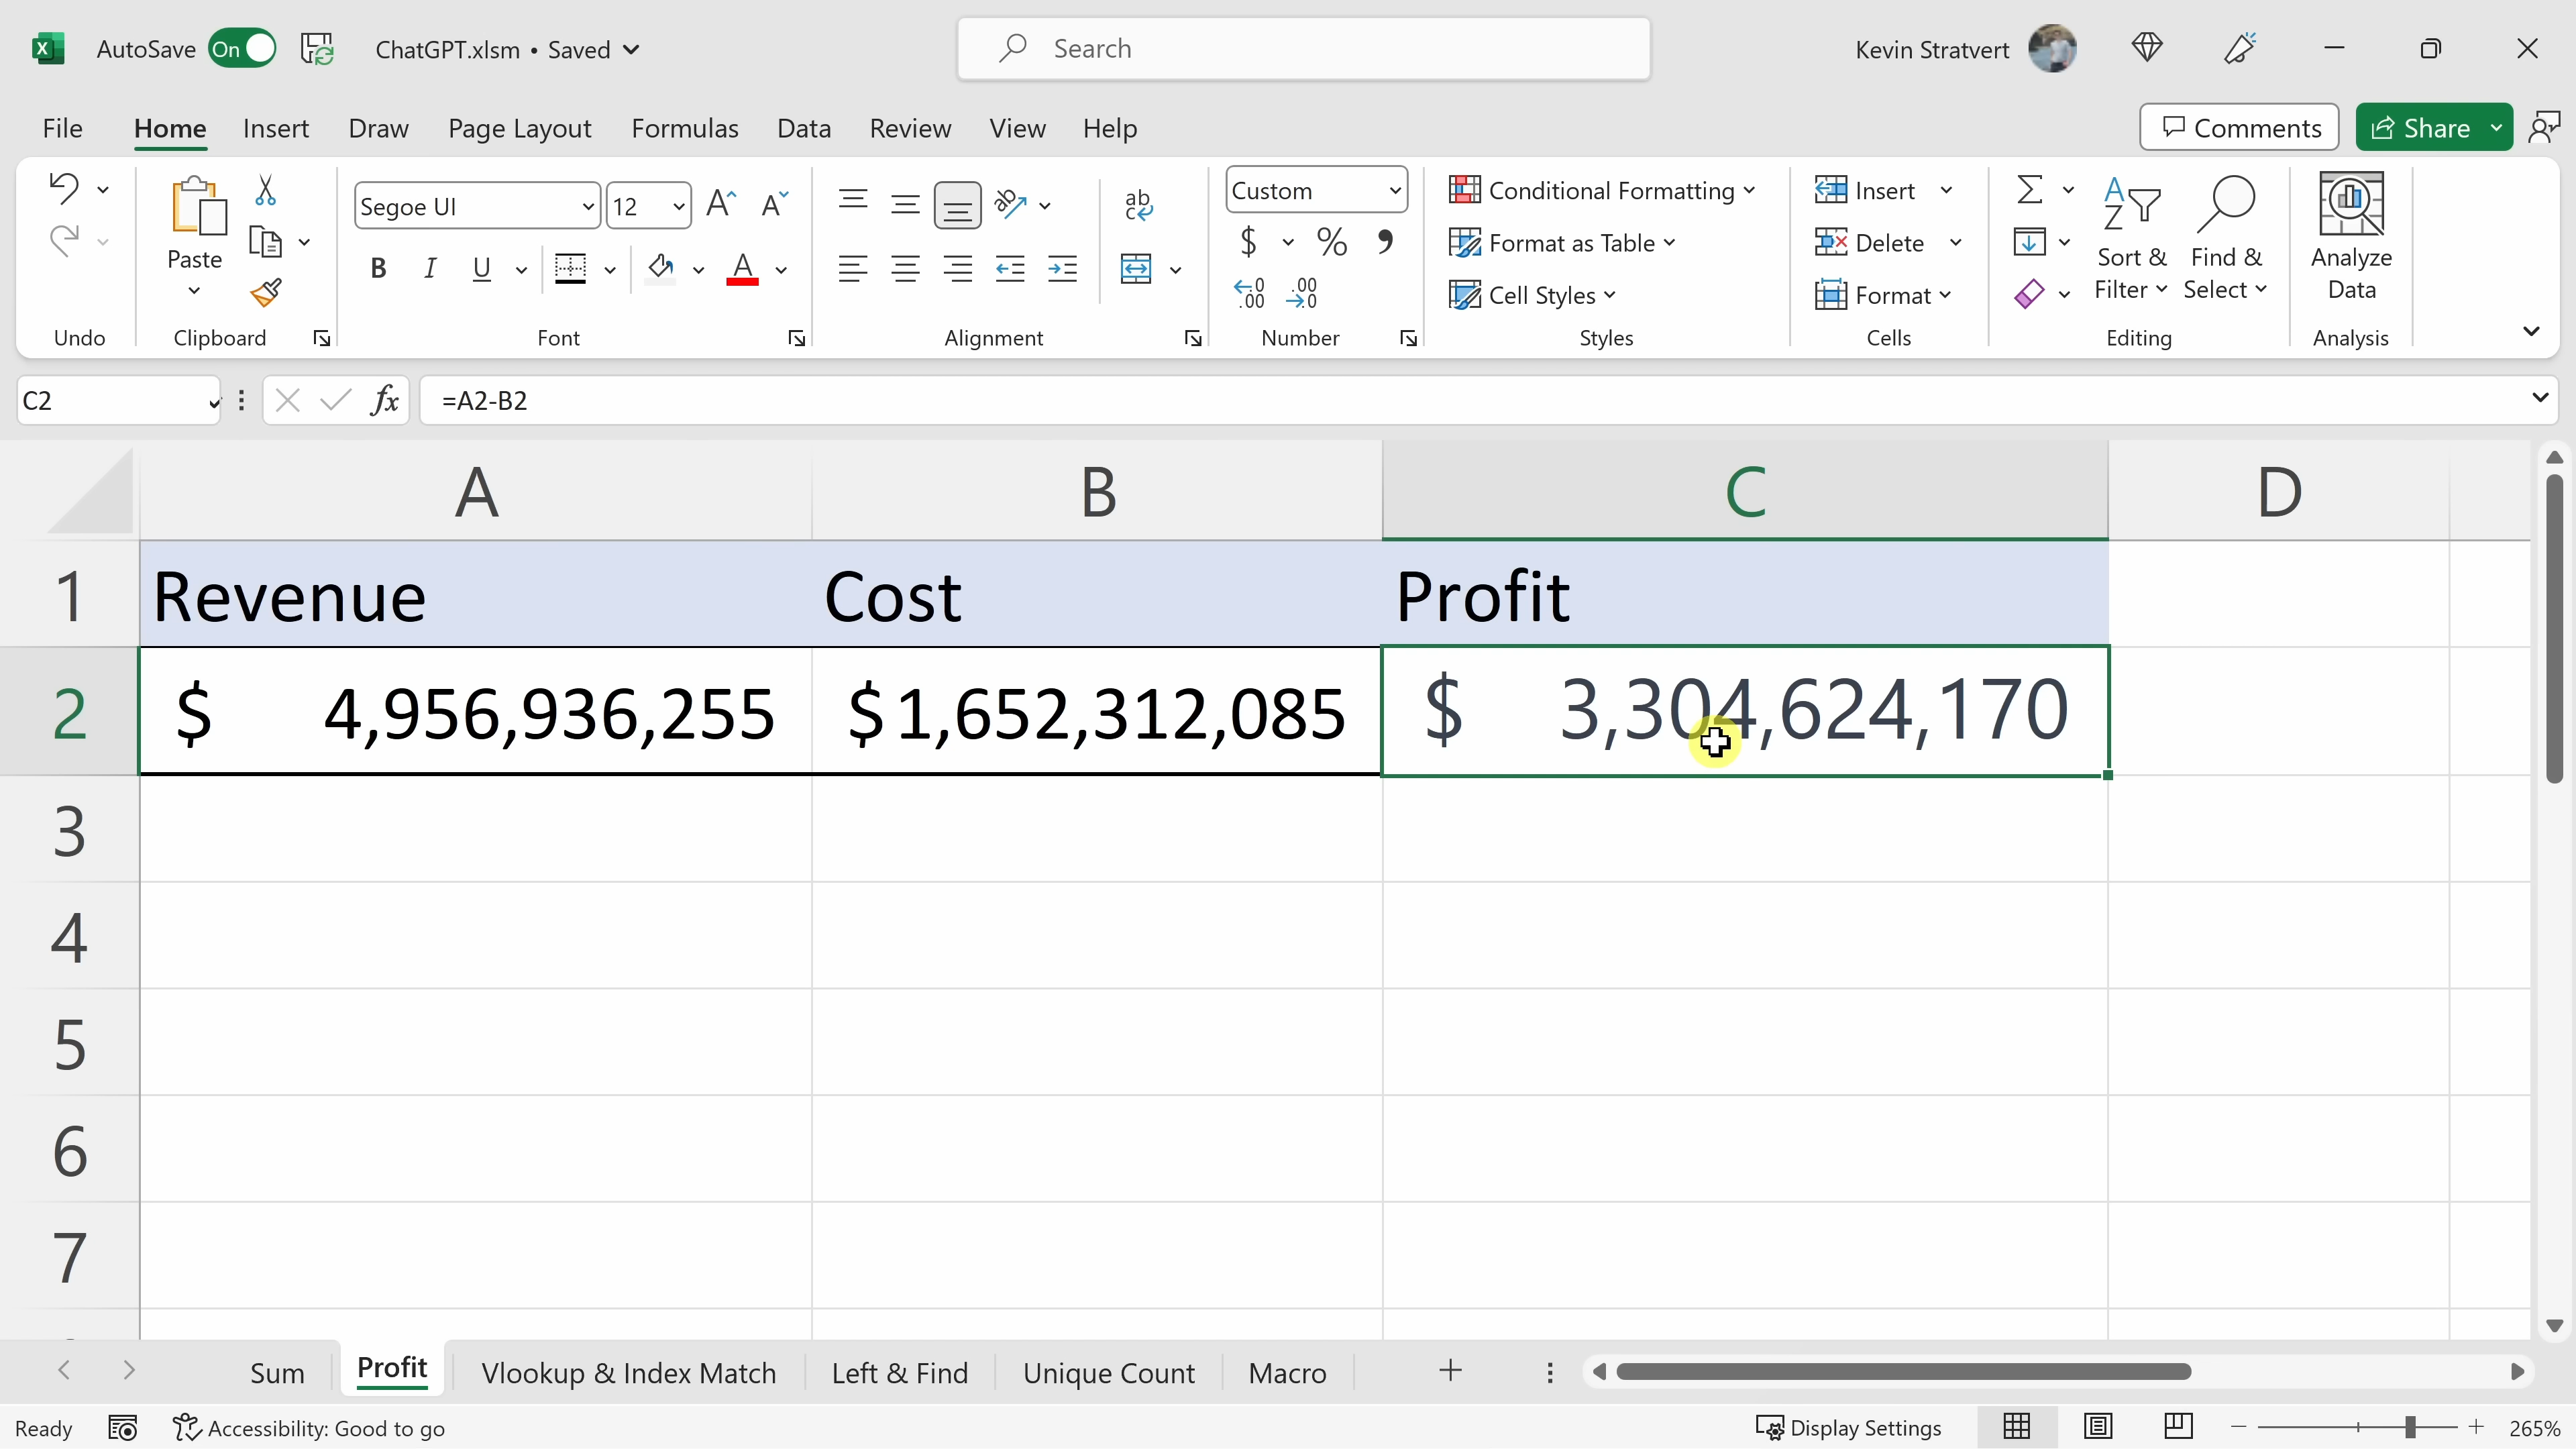 AutoSave On ChatGPT.xlsm • Saved Search Kevin Stratvert
File Home Insert Draw Page Layout Formulas Data Review View Help Comments Share
Paste Segoe UI 12 Custom Conditional Formatting Insert
$ % Format as Table Delete Sort & Find & Analyze
B I U A Cell Styles Format Filter Select Data
Undo Clipboard Font Alignment Number Styles Cells Editing Analysis
C2 fx =A2-B2
A B C D
1 Revenue Cost Profit
2 $ 4,956,936,255 $1,652,312,085 $ 3,304,624,170
3
4
5
6
7
Sum Profit Vlookup & Index Match Left & Find Unique Count Macro
Ready Accessibility: Good to go Display Settings 265%